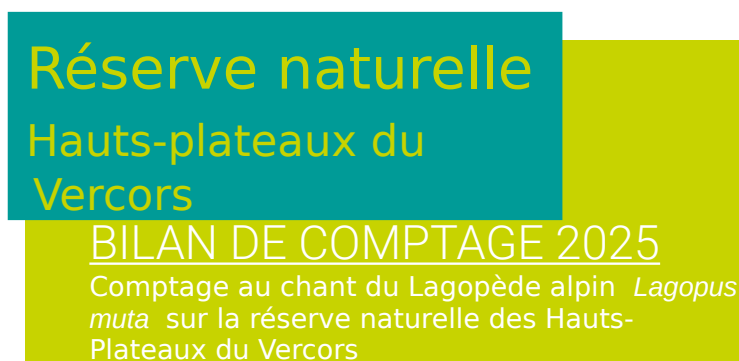 Réserve naturelle
Hauts-plateaux du
Vercors
BILAN DE COMPTAGE 2025
Comptage au chant du Lagopède alpin Lagopus
muta sur la réserve naturelle des Hauts-
Plateaux du Vercors